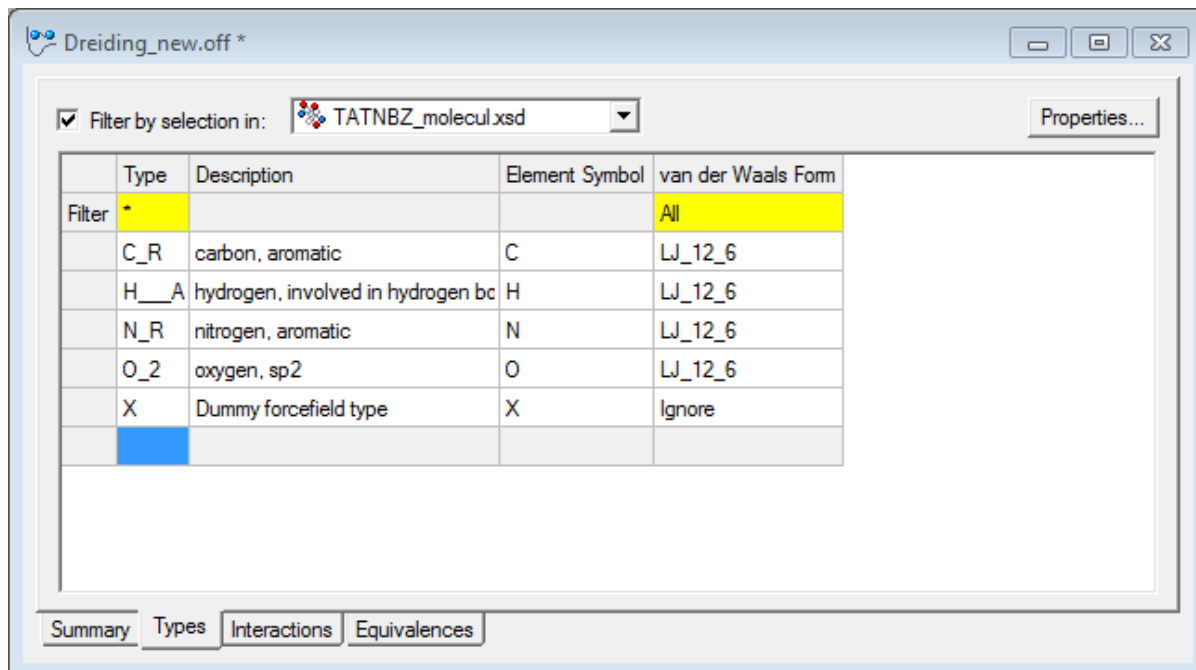 Dreiding_new.off *
Filter by selection in: TATNBZ_molecul.xsd Properties...
Type Description Element Symbol van der Waals Form
Filter * All
C_R carbon, aromatic C LJ_12_6
H___A hydrogen, involved in hydrogen bo H LJ_12_6
N_R nitrogen, aromatic N LJ_12_6
O_2 oxygen, sp2 O LJ_12_6
X Dummy forcefield type X Ignore
Summary Types Interactions Equivalences